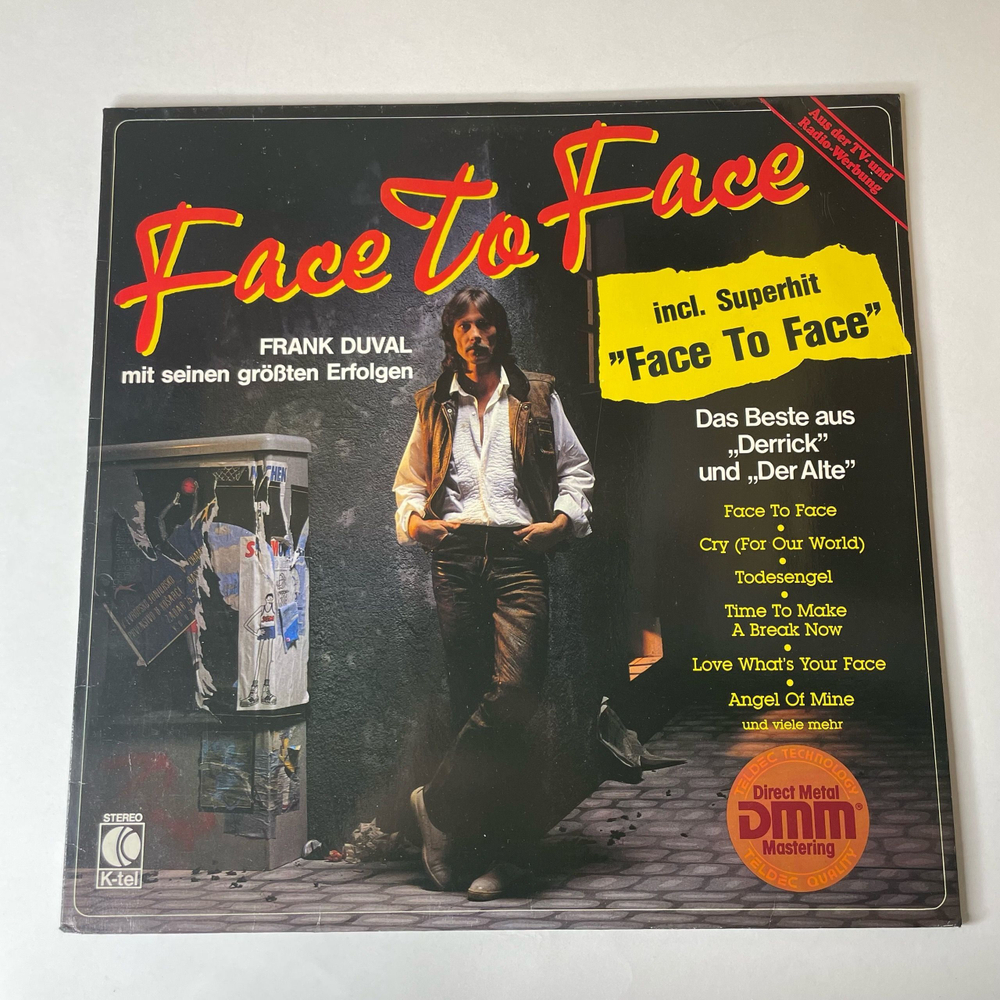 Aus der TV- und
Radio-Werbung
Face To Face
incl. Superhit
"Face To Face"
FRANK DUVAL
mit seinen größten Erfolgen
Das Beste aus
„Derrick"
und „Der Alte"
Face To Face
Cry (For Our World)
Todesengel
Time To Make
A Break Now
Love What's Your Face
Angel Of Mine
und viele mehr
TELDEC TECHNOLOGY
Direct Metal
DMM®
Mastering
TELDEC QUALITY
STEREO
K-tel